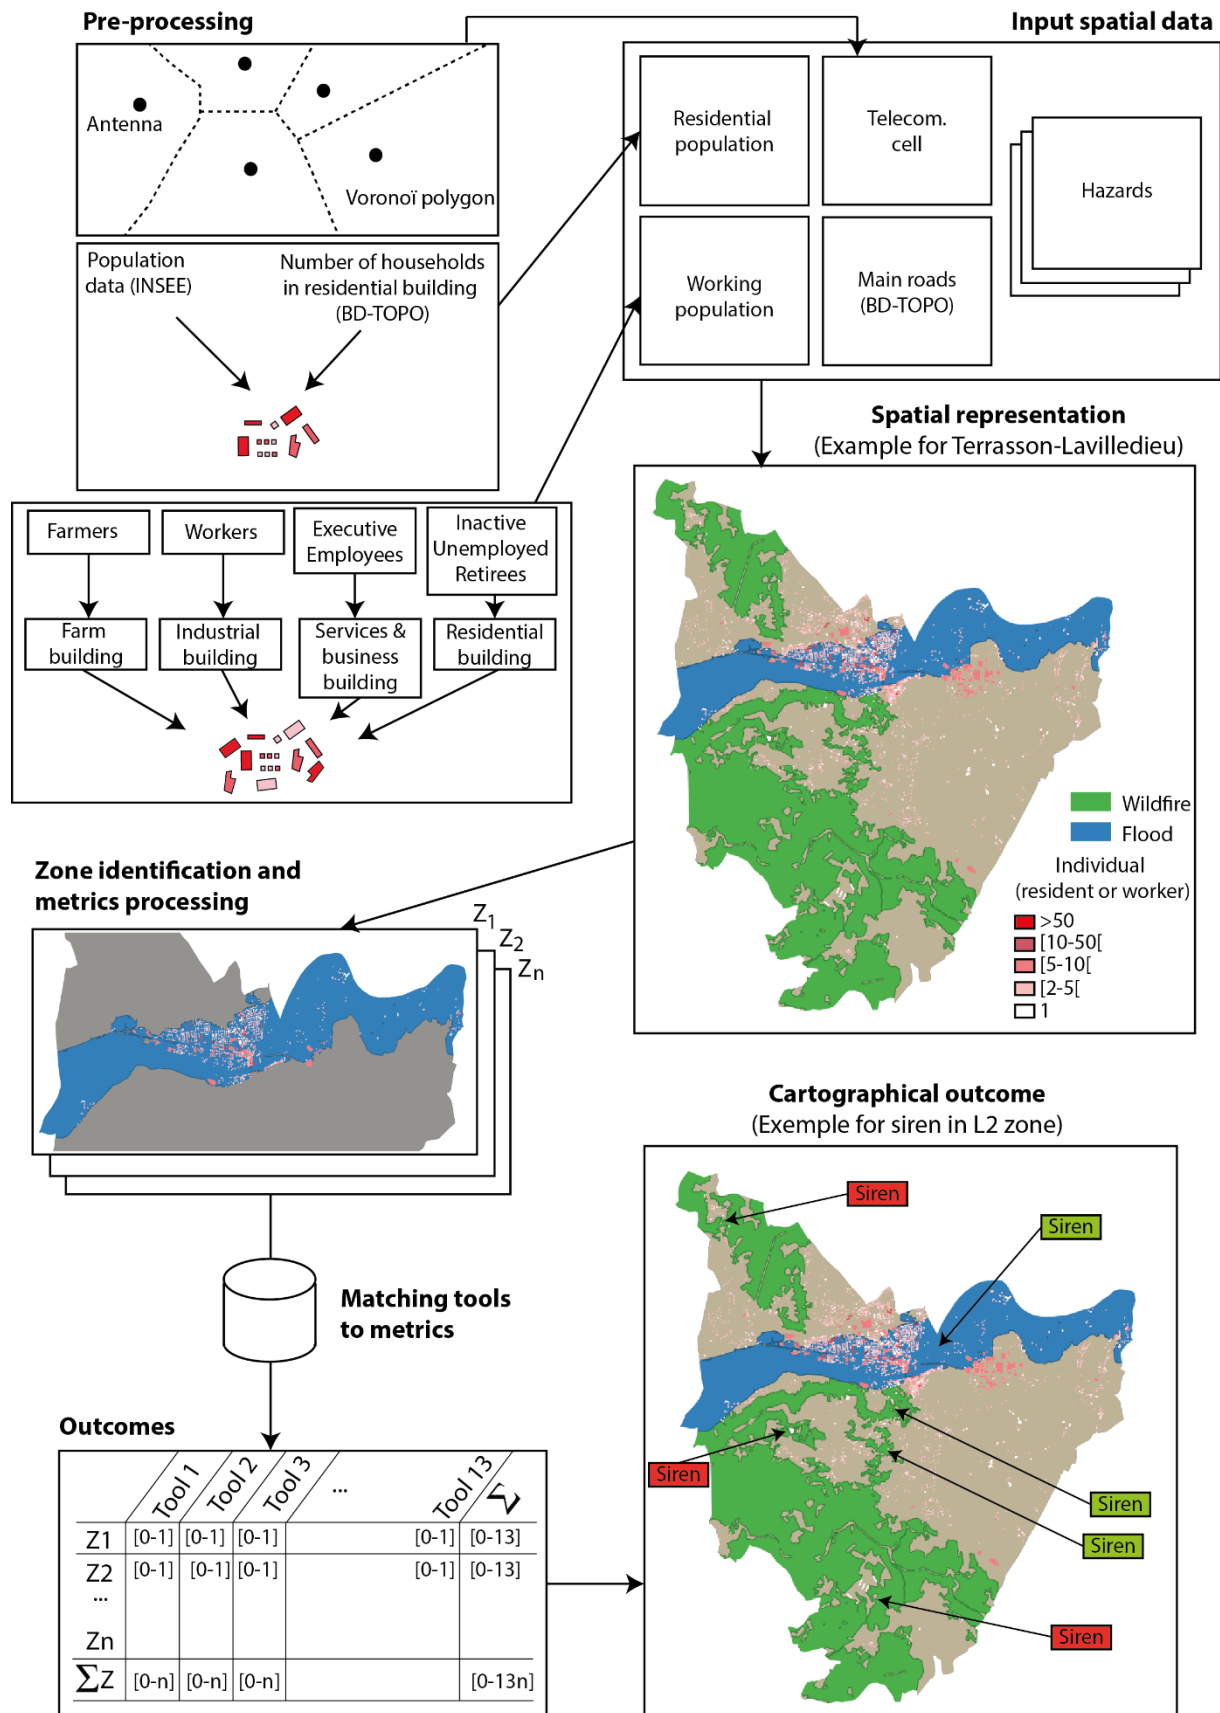 Pre-processing
Antenna
Voronoï polygon
Population
data (INSEE)
Number of households
in residential building
(BD-TOPO)
Farmers
Workers
Executive
Employees
Inactive
Unemployed
Retirees
Farm
building
Industrial
building
Services &
business
building
Residential
building
Input spatial data
Residential
population
Telecom.
cell
Hazards
Working
population
Main roads
(BD-TOPO)
Spatial representation
(Example for Terrasson-Lavilledieu)
Wildfire
Flood
Individual
(resident or worker)
>50
[10-50[
[5-10[
[2-5[
1
Zone identification and
metrics processing
Z1
Z2
Zn
Matching tools
to metrics
Outcomes
Tool 1 Tool 2 Tool 3 ... Tool 13 Σ
Z1 [0-1] [0-1] [0-1] [0-1] [0-13]
Z2 [0-1] [0-1] [0-1] [0-1] [0-13]
...
Zn
ΣZ [0-n] [0-n] [0-n] [0-13n]
Cartographical outcome
(Exemple for siren in L2 zone)
Siren
Siren
Siren
Siren
Siren
Siren